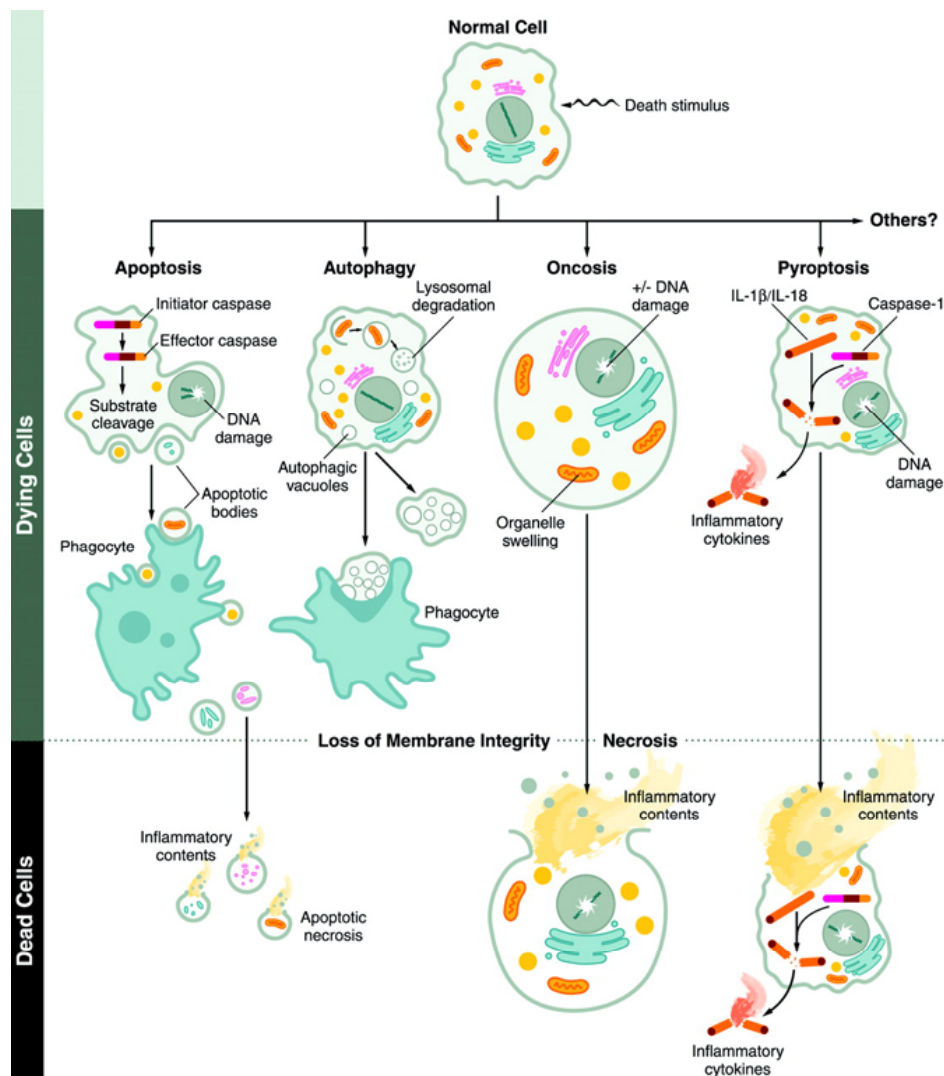 Normal Cell
Death stimulus
Others?
Apoptosis
Autophagy
Oncosis
Pyroptosis
Initiator caspase
Effector caspase
Substrate
cleavage
DNA
damage
Apoptotic
bodies
Phagocyte
Lysosomal
degradation
Autophagic
vacuoles
Phagocyte
+/- DNA
damage
Organelle
swelling
IL-1β/IL-18
Caspase-1
DNA
damage
Inflammatory
cytokines
Dying Cells
Loss of Membrane Integrity
Necrosis
Inflammatory
contents
Apoptotic
necrosis
Inflammatory
contents
Inflammatory
contents
Inflammatory
cytokines
Dead Cells